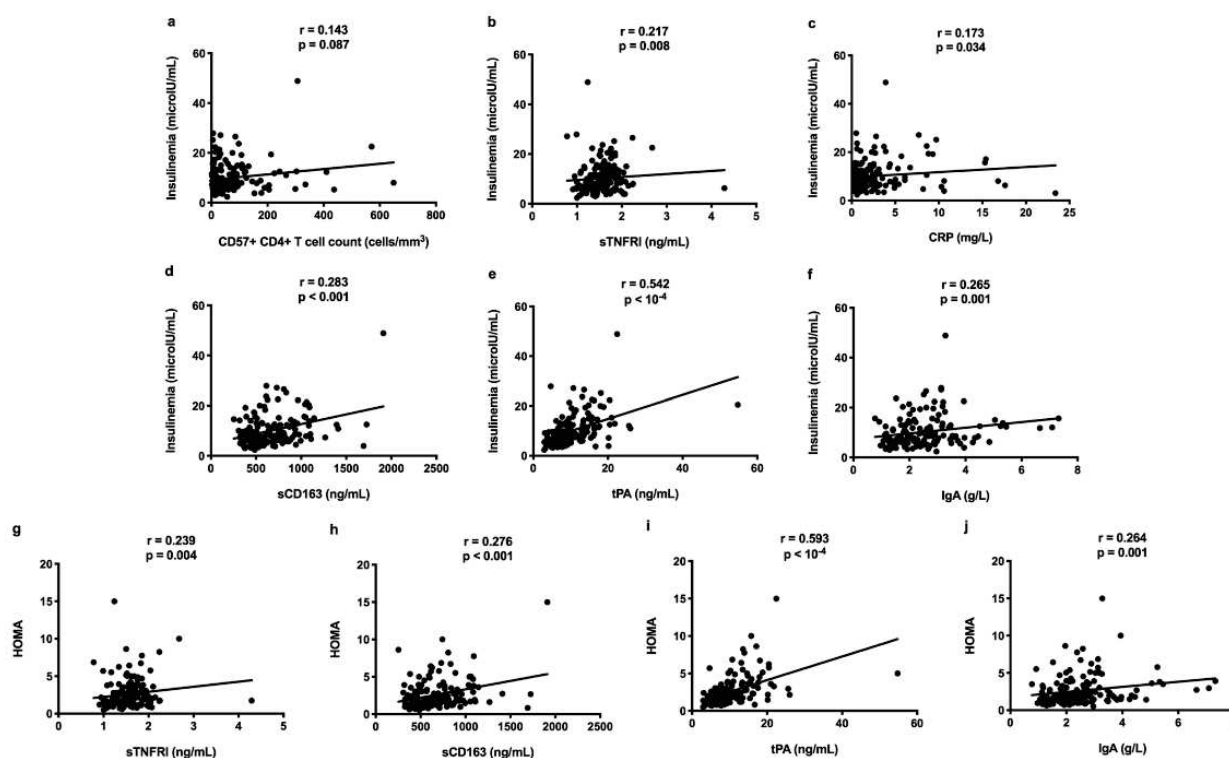 a
r = 0.143
p = 0.087
Insulinemia (microIU/mL)
60
40
20
0
0
200
400
600
800
CD57+ CD4+ T cell count (cells/mm³)
b
r = 0.217
p = 0.008
Insulinemia (microIU/mL)
60
40
20
0
0
1
2
3
4
5
sTNFRI (ng/mL)
c
r = 0.173
p = 0.034
Insulinemia (microIU/mL)
60
40
20
0
0
5
10
15
20
25
CRP (mg/L)
d
r = 0.283
p < 0.001
Insulinemia (microIU/mL)
60
40
20
0
0
500
1000
1500
2000
2500
sCD163 (ng/mL)
e
r = 0.542
p < 10⁻⁴
Insulinemia (microIU/mL)
60
40
20
0
0
20
40
60
tPA (ng/mL)
f
r = 0.265
p = 0.001
Insulinemia (microIU/mL)
60
40
20
0
0
2
4
6
8
IgA (g/L)
g
r = 0.239
p = 0.004
HOMA
20
15
10
5
0
0
1
2
3
4
5
sTNFRI (ng/mL)
h
r = 0.276
p < 0.001
HOMA
20
15
10
5
0
0
500
1000
1500
2000
2500
sCD163 (ng/mL)
i
r = 0.593
p < 10⁻⁴
HOMA
20
15
10
5
0
0
20
40
60
tPA (ng/mL)
j
r = 0.264
p = 0.001
HOMA
20
15
10
5
0
0
2
4
6
IgA (g/L)